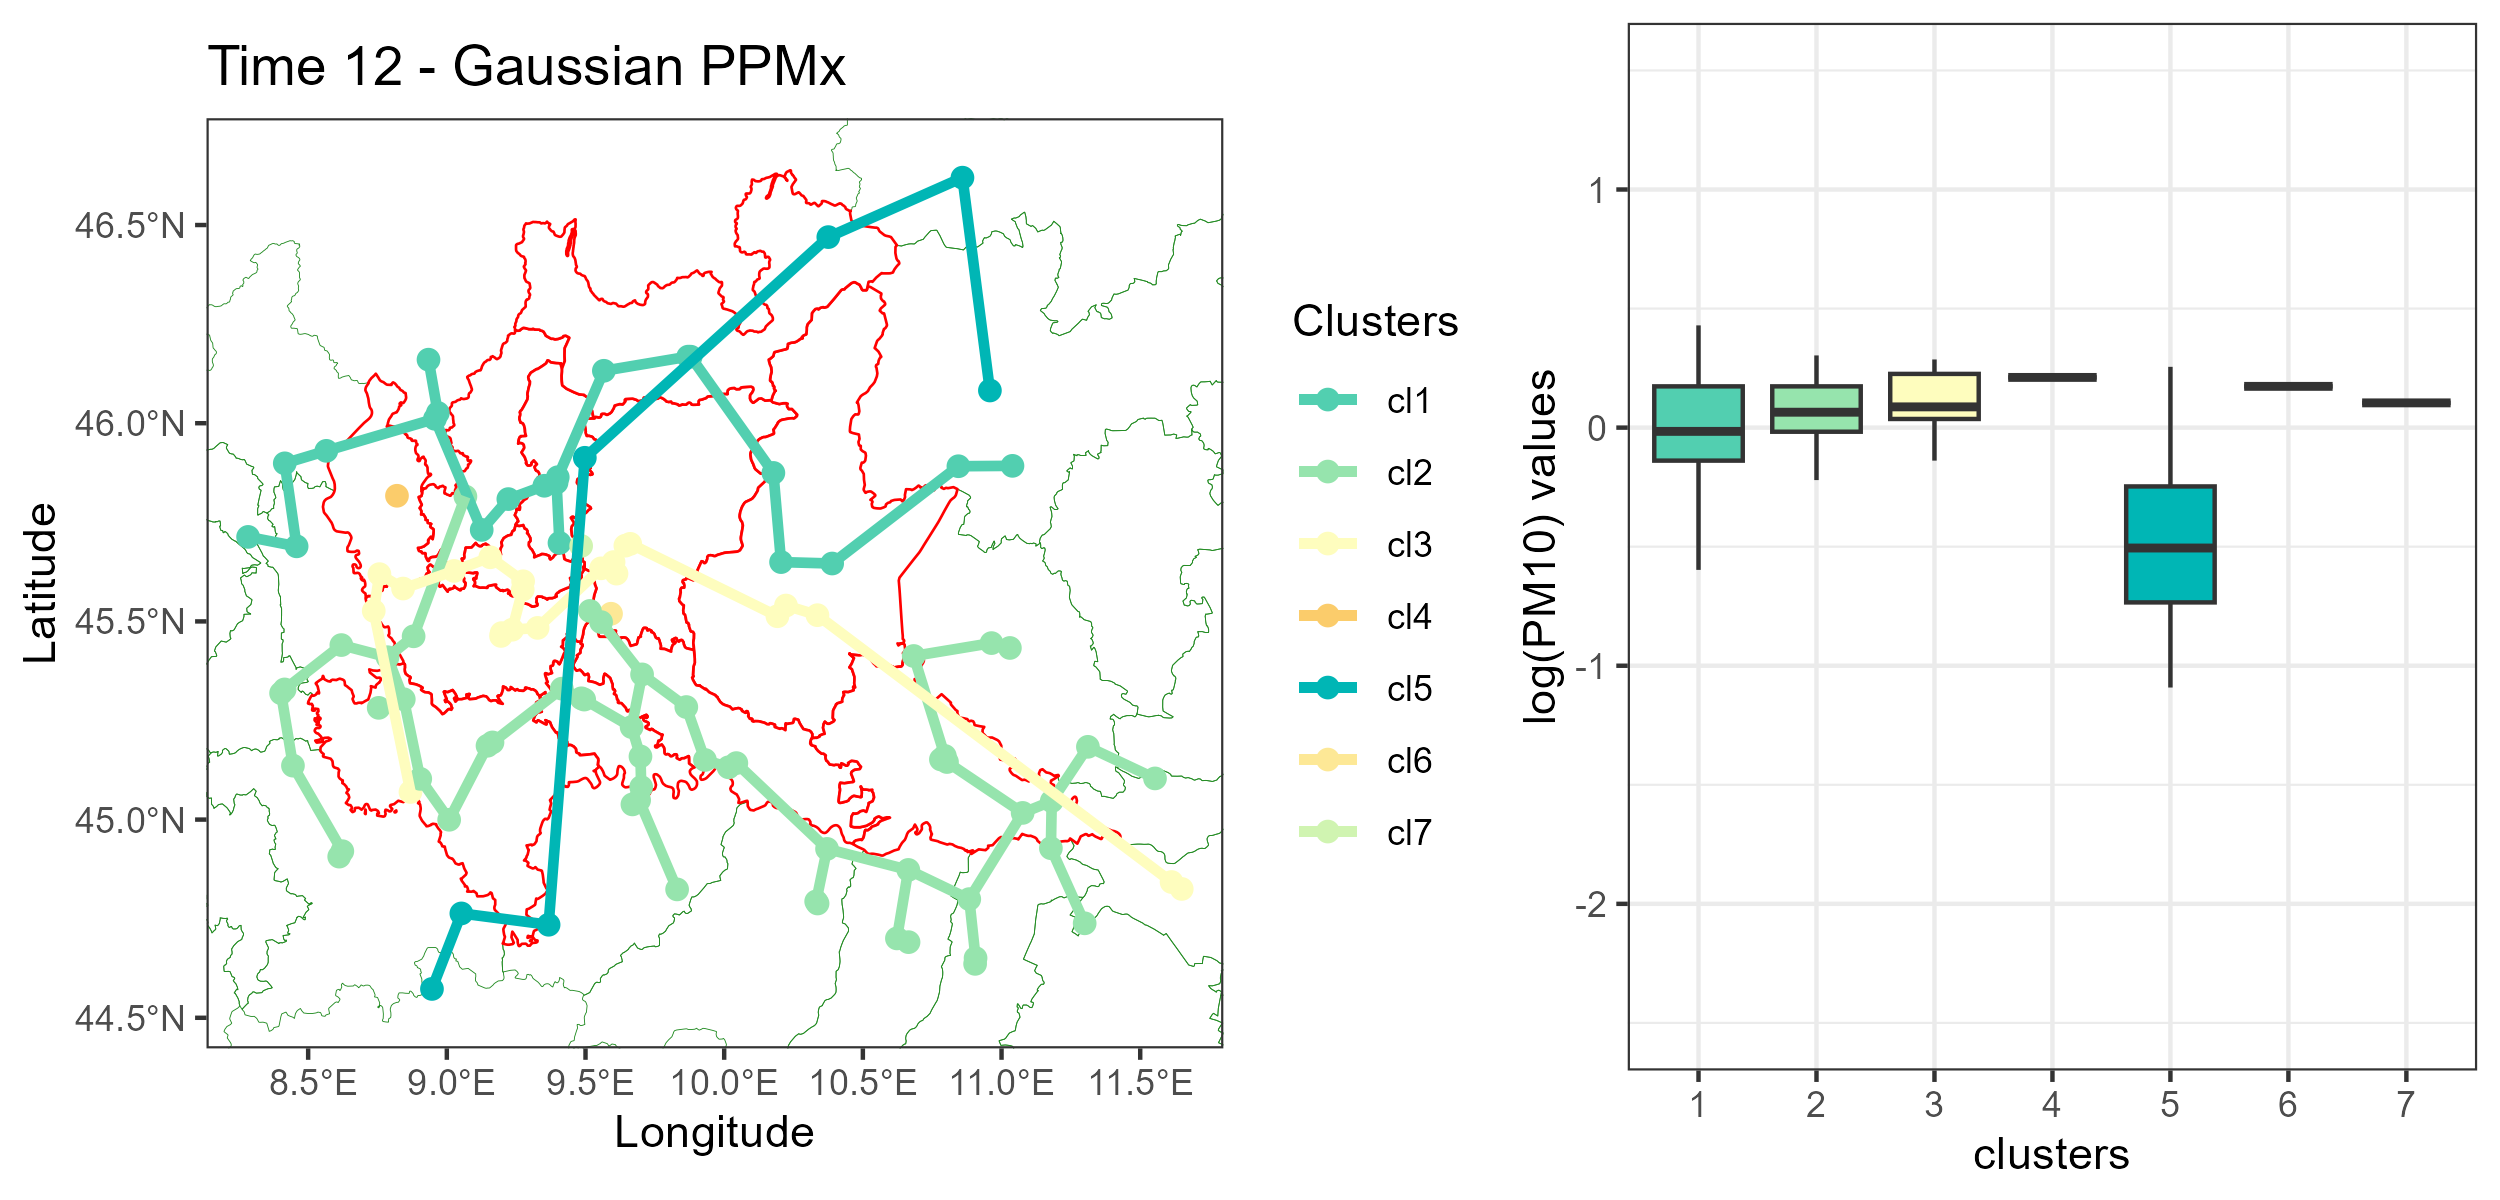 Time 12 - Gaussian PPMx
Latitude
46.5°N
46.0°N
45.5°N
45.0°N
44.5°N
8.5°E 9.0°E 9.5°E 10.0°E 10.5°E 11.0°E 11.5°E
Longitude
Clusters
cl1
cl2
cl3
cl4
cl5
cl6
cl7
log(PM10) values
1
0
-1
-2
1 2 3 4 5 6 7
clusters